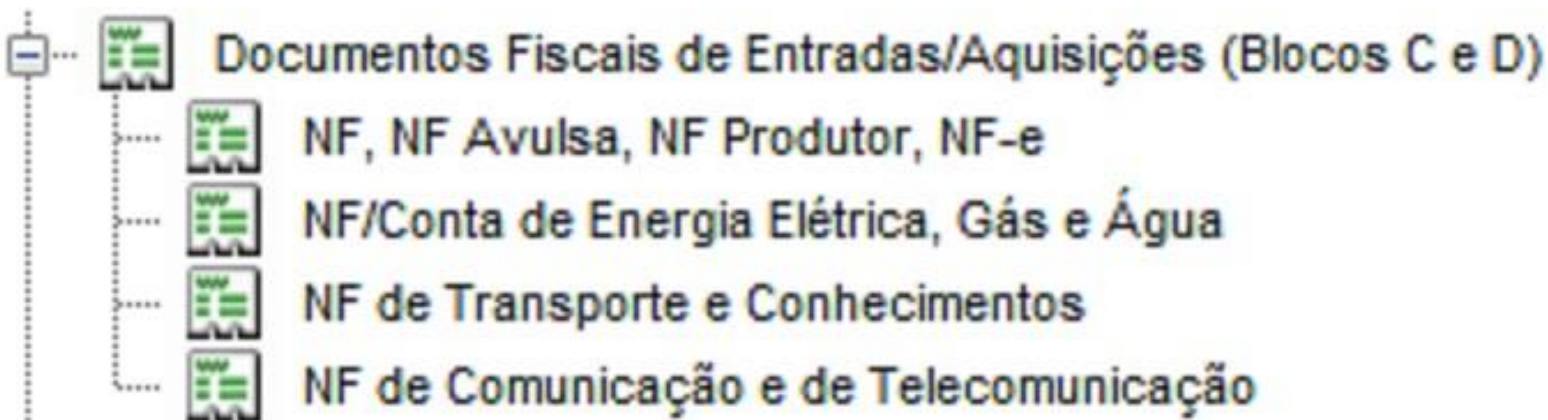 Documentos Fiscais de Entradas/Aquisições (Blocos C e D)
NF, NF Avulsa, NF Produtor, NF-e
NF/Conta de Energia Elétrica, Gás e Água
NF de Transporte e Conhecimentos
NF de Comunicação e de Telecomunicação